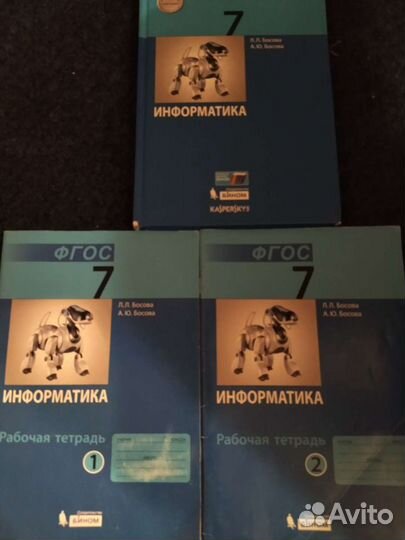 7
Л.Л. Босова
А.Ю. Босова
ИНФОРМАТИКА
БИНОМ
KASPERSKY
ФГОС
7
Л.Л. Босова
А.Ю. Босова
ИНФОРМАТИКА
Рабочая тетрадь
1
БИНОМ
ФГОС
7
Л.Л. Босова
А.Ю. Босова
ИНФОРМАТИКА
Рабочая тетрадь
2
БИНОМ
Avito